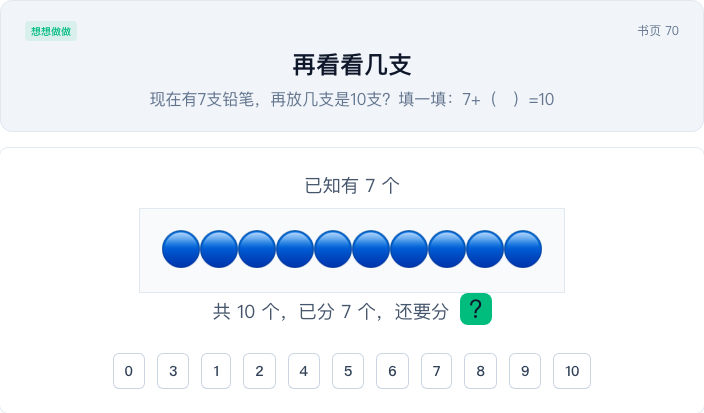 想想做做
书页 70
再看看几支
现在有7支铅笔，再放几支是10支？填一填：7+（　）=10
已知有 7 个
共 10 个，已分 7 个，还要分 ?
0 3 1 2 4 5 6 7 8 9 10